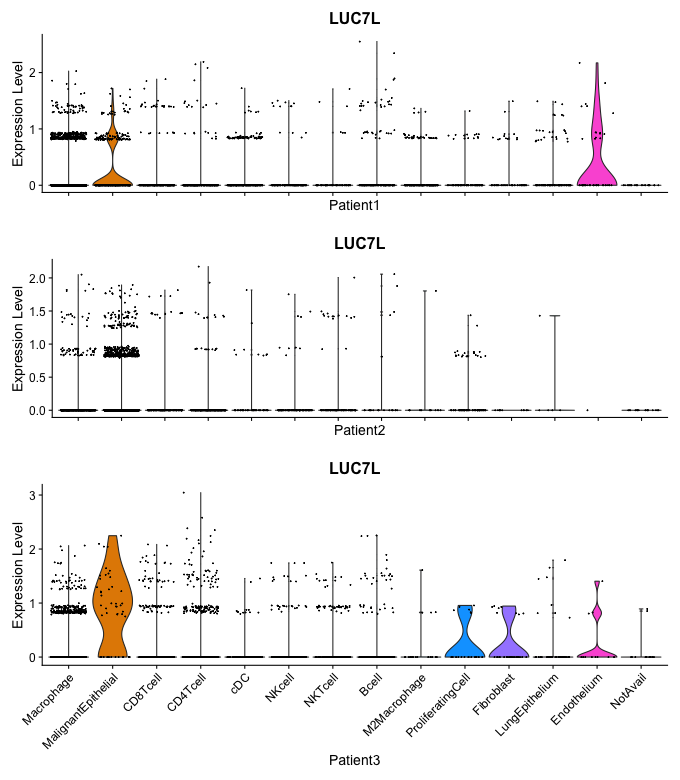 LUC7L
Expression Level
2
1
0
Patient1
LUC7L
Expression Level
2.0
1.5
1.0
0.5
0.0
Patient2
LUC7L
Expression Level
3
2
1
0
Macrophage
MalignantEpithelial
CD8Tcell
CD4Tcell
cDC
NKcell
NKTcell
Bcell
M2Macrophage
ProliferatingCell
Fibroblast
LungEpithelium
Endothelium
NotAvail
Patient3